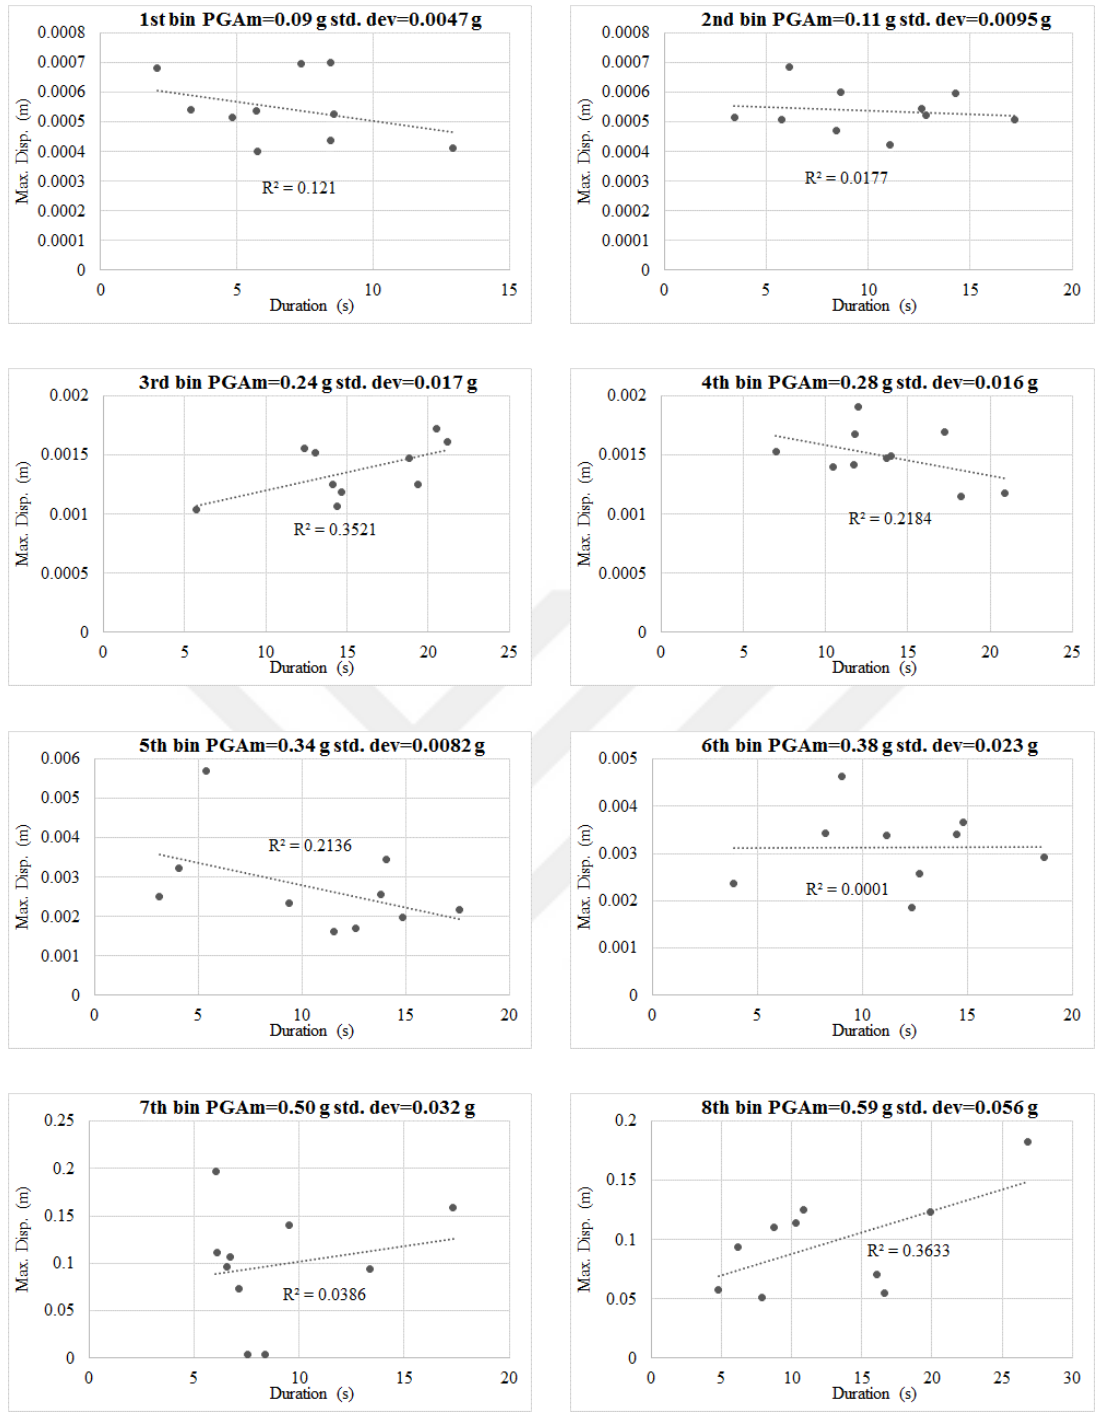 1st bin PGAm=0.09 g std. dev=0.0047 g
0.0008
0.0007
0.0006
0.0005
0.0004
0.0003
0.0002
0.0001
0
Max. Disp. (m)
R² = 0.121
0 5 10 15
Duration (s)
2nd bin PGAm=0.11 g std. dev=0.0095 g
0.0008
0.0007
0.0006
0.0005
0.0004
0.0003
0.0002
0.0001
0
Max. Disp. (m)
R² = 0.0177
0 5 10 15 20
Duration (s)
3rd bin PGAm=0.24 g std. dev=0.017 g
0.002
0.0015
0.001
0.0005
0
Max. Disp. (m)
R² = 0.3521
0 5 10 15 20 25
Duration (s)
4th bin PGAm=0.28 g std. dev=0.016 g
0.002
0.0015
0.001
0.0005
0
Max. Disp. (m)
R² = 0.2184
0 5 10 15 20 25
Duration (s)
5th bin PGAm=0.34 g std. dev=0.0082 g
0.006
0.005
0.004
0.003
0.002
0.001
0
Max. Disp. (m)
R² = 0.2136
0 5 10 15 20
Duration (s)
6th bin PGAm=0.38 g std. dev=0.023 g
0.005
0.004
0.003
0.002
0.001
0
Max. Disp. (m)
R² = 0.0001
0 5 10 15 20
Duration (s)
7th bin PGAm=0.50 g std. dev=0.032 g
0.25
0.2
0.15
0.1
0.05
0
Max. Disp. (m)
R² = 0.0386
0 5 10 15 20
Duration (s)
8th bin PGAm=0.59 g std. dev=0.056 g
0.2
0.15
0.1
0.05
0
Max. Disp. (m)
R² = 0.3633
0 5 10 15 20 25 30
Duration (s)